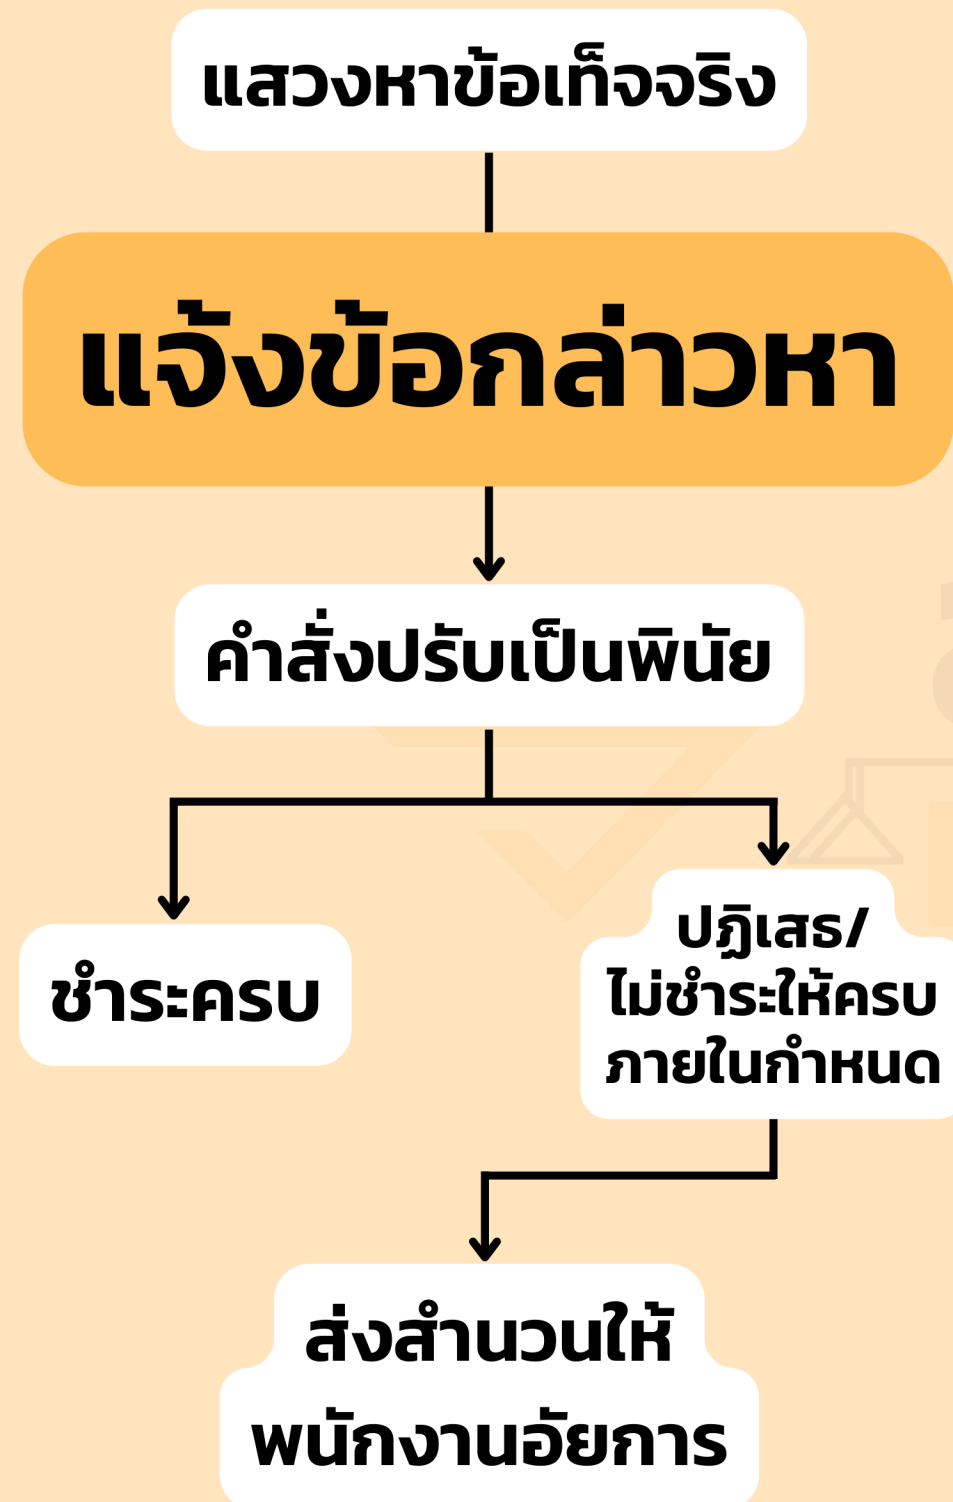 แสวงหาข้อเท็จจริง
แจ้งข้อกล่าวหา
คำสั่งปรับเป็นพินัย
ชำระครบ
ปฏิเสธ/
ไม่ชำระให้ครบ
ภายในกำหนด
ส่งสำนวนให้
พนักงานอัยการ